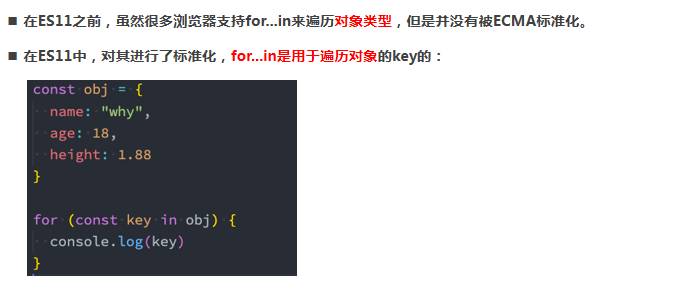 在ES11之前，虽然很多浏览器支持for...in来遍历对象类型，但是并没有被ECMA标准化。
在ES11中，对其进行了标准化，for...in是用于遍历对象的key的：
const obj = {
  name: "why",
  age: 18,
  height: 1.88
}
for (const key in obj) {
  console.log(key)
}